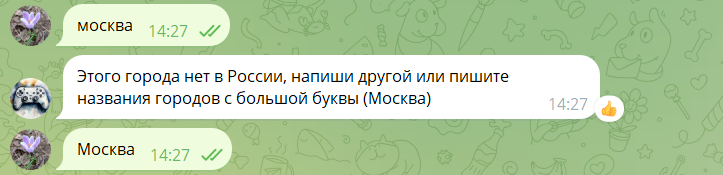 москва 14:27
Этого города нет в России, напиши другой или пишите
названия городов с большой буквы (Москва)
14:27
Москва 14:27